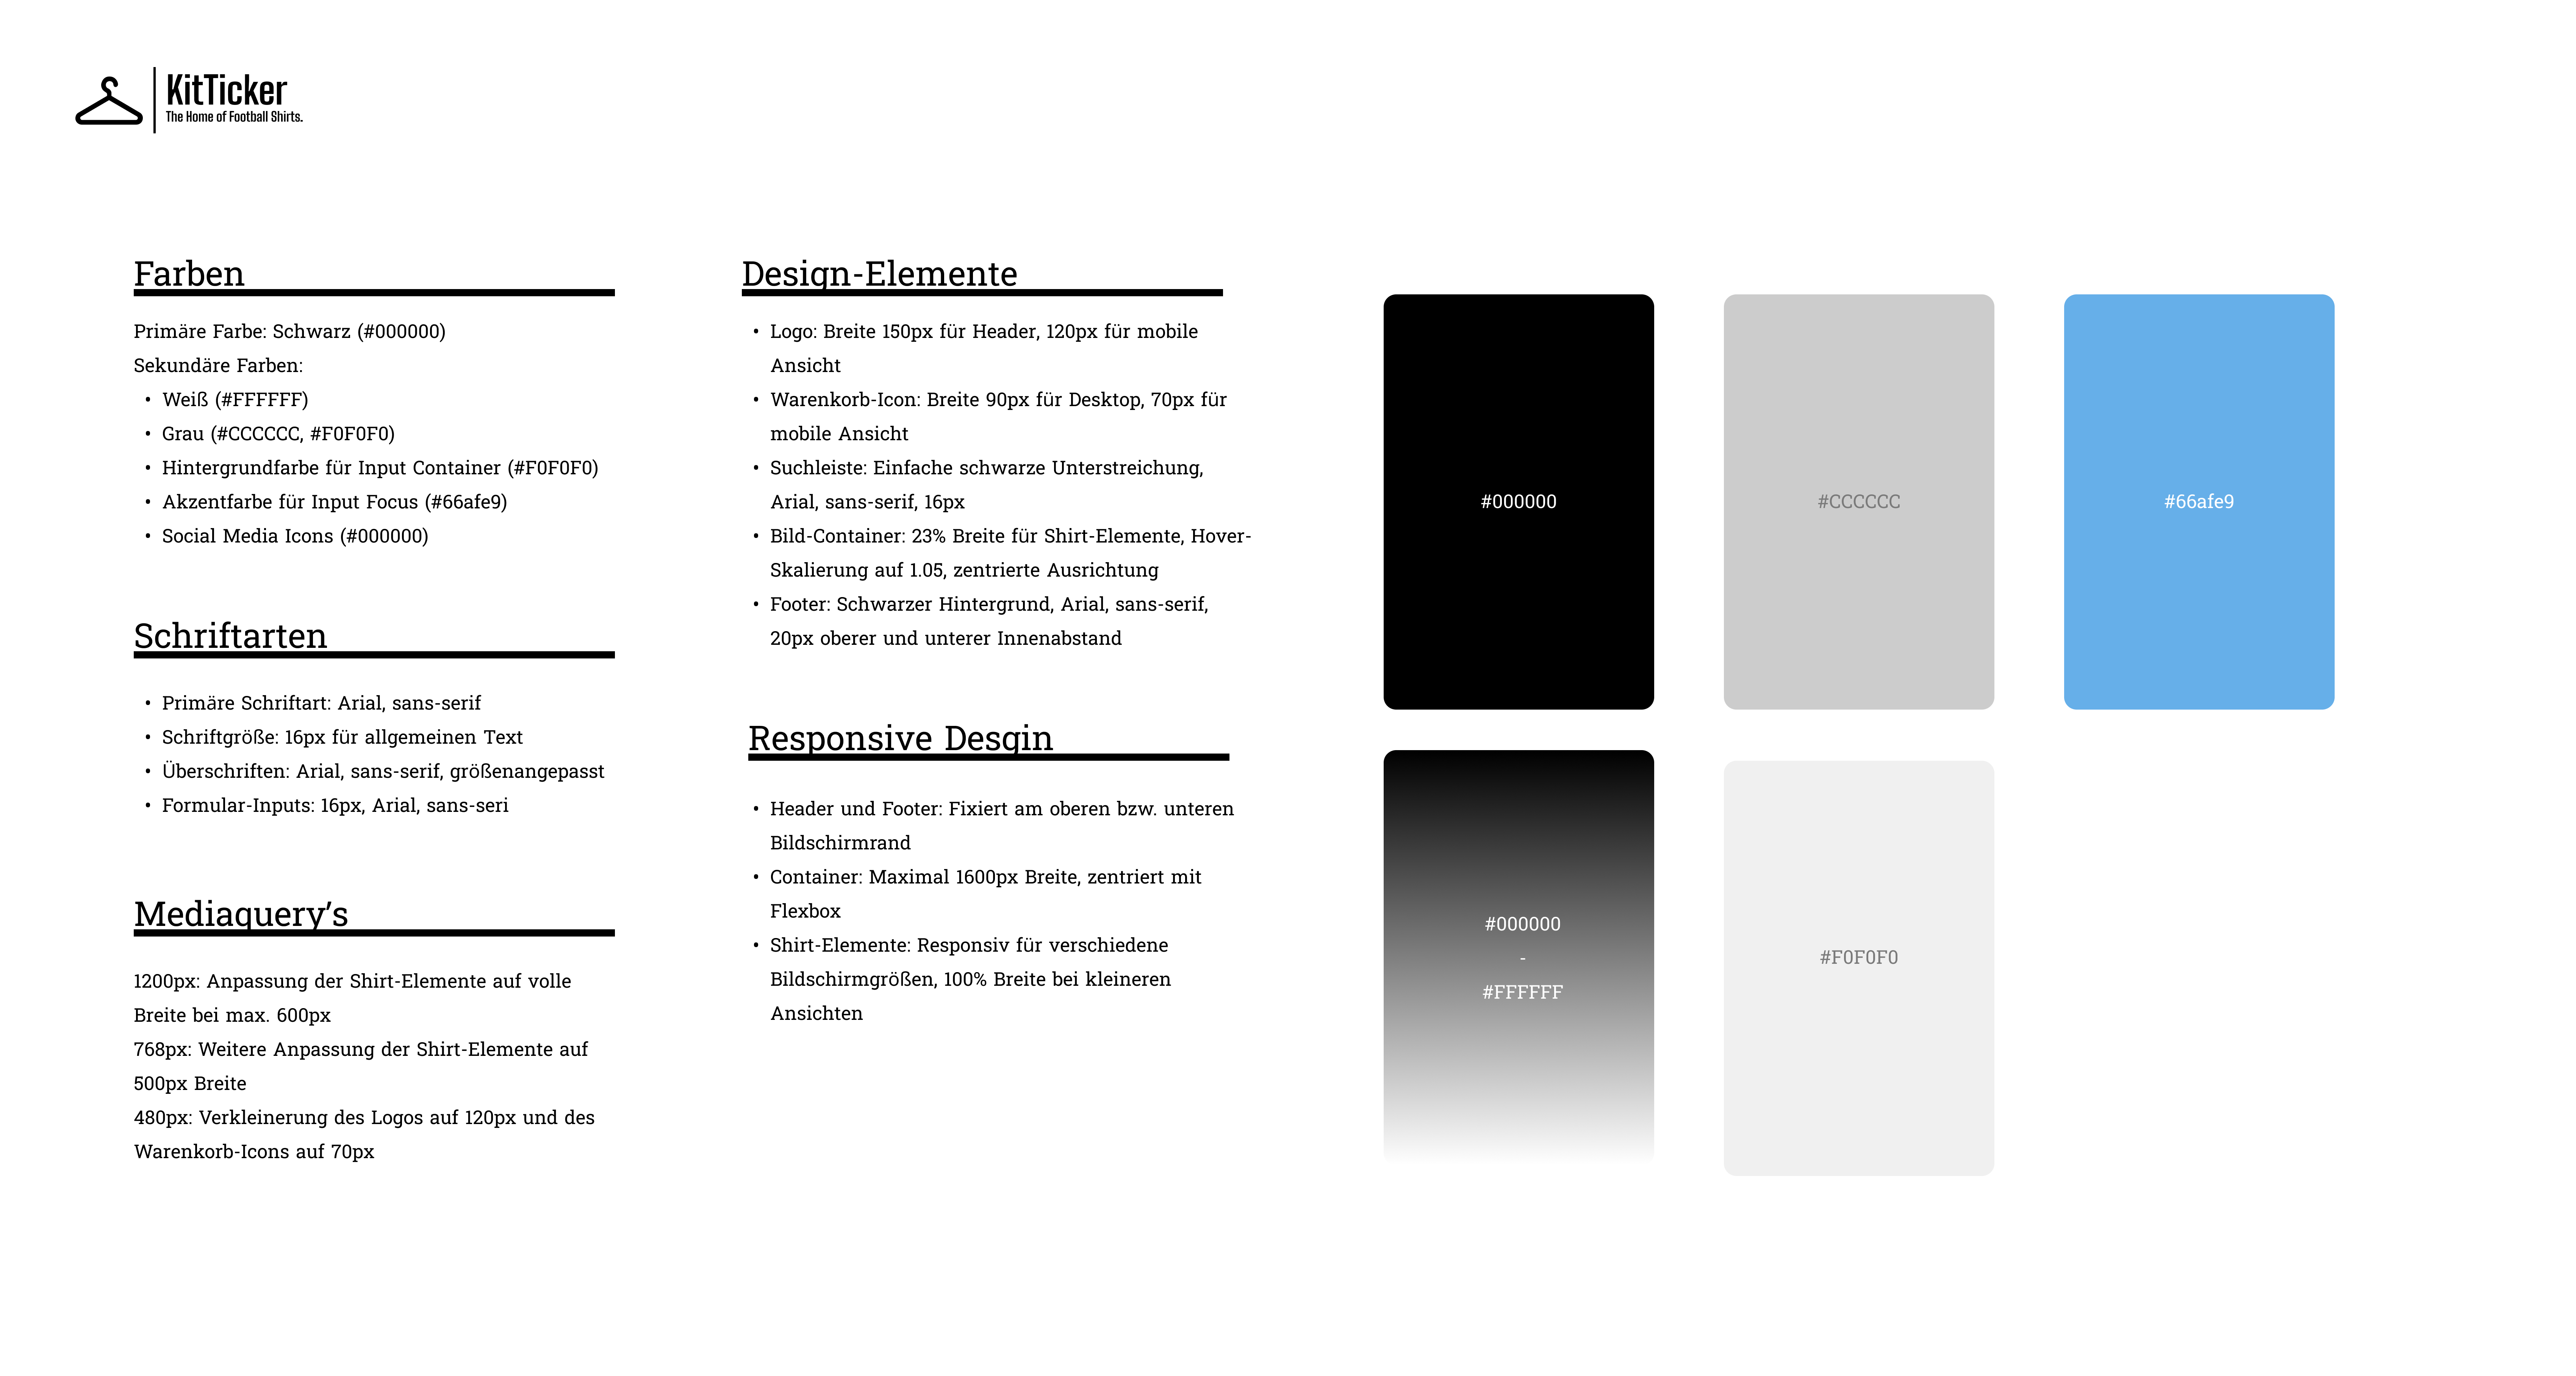 KitTicker
The Home of Football Shirts.
Farben
Primäre Farbe: Schwarz (#000000)
Sekundäre Farben:
• Weiß (#FFFFFF)
• Grau (#CCCCCC, #F0F0F0)
• Hintergrundfarbe für Input Container (#F0F0F0)
• Akzentfarbe für Input Focus (#66afe9)
• Social Media Icons (#000000)
Schriftarten
• Primäre Schriftart: Arial, sans-serif
• Schriftgröße: 16px für allgemeinen Text
• Überschriften: Arial, sans-serif, größenangepasst
• Formular-Inputs: 16px, Arial, sans-seri
Mediaquery’s
1200px: Anpassung der Shirt-Elemente auf volle
Breite bei max. 600px
768px: Weitere Anpassung der Shirt-Elemente auf
500px Breite
480px: Verkleinerung des Logos auf 120px und des
Warenkorb-Icons auf 70px
Design-Elemente
• Logo: Breite 150px für Header, 120px für mobile
Ansicht
• Warenkorb-Icon: Breite 90px für Desktop, 70px für
mobile Ansicht
• Suchleiste: Einfache schwarze Unterstreichung,
Arial, sans-serif, 16px
• Bild-Container: 23% Breite für Shirt-Elemente, Hover-
Skalierung auf 1.05, zentrierte Ausrichtung
• Footer: Schwarzer Hintergrund, Arial, sans-serif,
20px oberer und unterer Innenabstand
Responsive Desgin
• Header und Footer: Fixiert am oberen bzw. unteren
Bildschirmrand
• Container: Maximal 1600px Breite, zentriert mit
Flexbox
• Shirt-Elemente: Responsiv für verschiedene
Bildschirmgrößen, 100% Breite bei kleineren
Ansichten
#000000
#CCCCCC
#66afe9
#000000
-
#FFFFFF
#F0F0F0